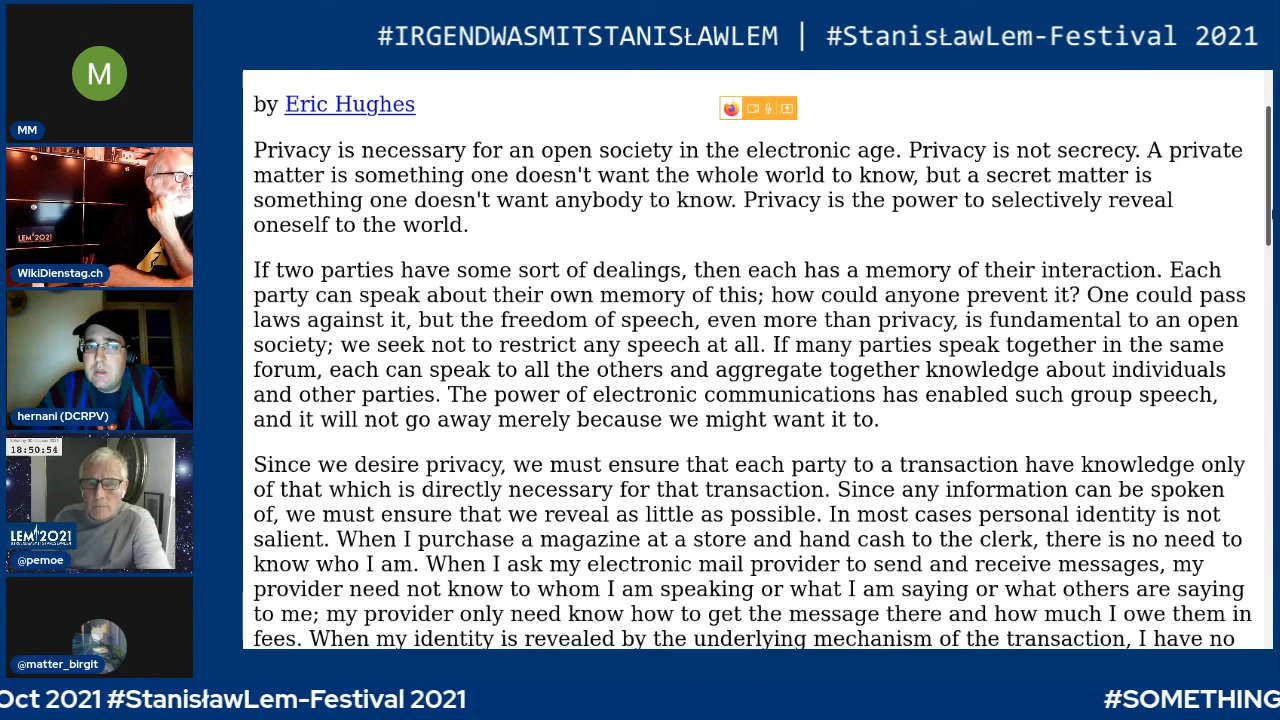 #IRGENDWASMITSTANISŁAWLEM | #StanisŁawLem-Festival 2021
M
MM
LEM'2021
WikiDienstag.ch
hernani (DCRPV)
18:50:54
LEM'2021
@pemoe
@matter_birgit
by Eric Hughes
Privacy is necessary for an open society in the electronic age. Privacy is not secrecy. A private
matter is something one doesn't want the whole world to know, but a secret matter is
something one doesn't want anybody to know. Privacy is the power to selectively reveal
oneself to the world.
If two parties have some sort of dealings, then each has a memory of their interaction. Each
party can speak about their own memory of this; how could anyone prevent it? One could pass
laws against it, but the freedom of speech, even more than privacy, is fundamental to an open
society; we seek not to restrict any speech at all. If many parties speak together in the same
forum, each can speak to all the others and aggregate together knowledge about individuals
and other parties. The power of electronic communications has enabled such group speech,
and it will not go away merely because we might want it to.
Since we desire privacy, we must ensure that each party to a transaction have knowledge only
of that which is directly necessary for that transaction. Since any information can be spoken
of, we must ensure that we reveal as little as possible. In most cases personal identity is not
salient. When I purchase a magazine at a store and hand cash to the clerk, there is no need to
know who I am. When I ask my electronic mail provider to send and receive messages, my
provider need not know to whom I am speaking or what I am saying or what others are saying
to me; my provider only need know how to get the message there and how much I owe them in
fees. When my identity is revealed by the underlying mechanism of the transaction, I have no
Oct 2021 #StanisławLem-Festival 2021
#SOMETHING